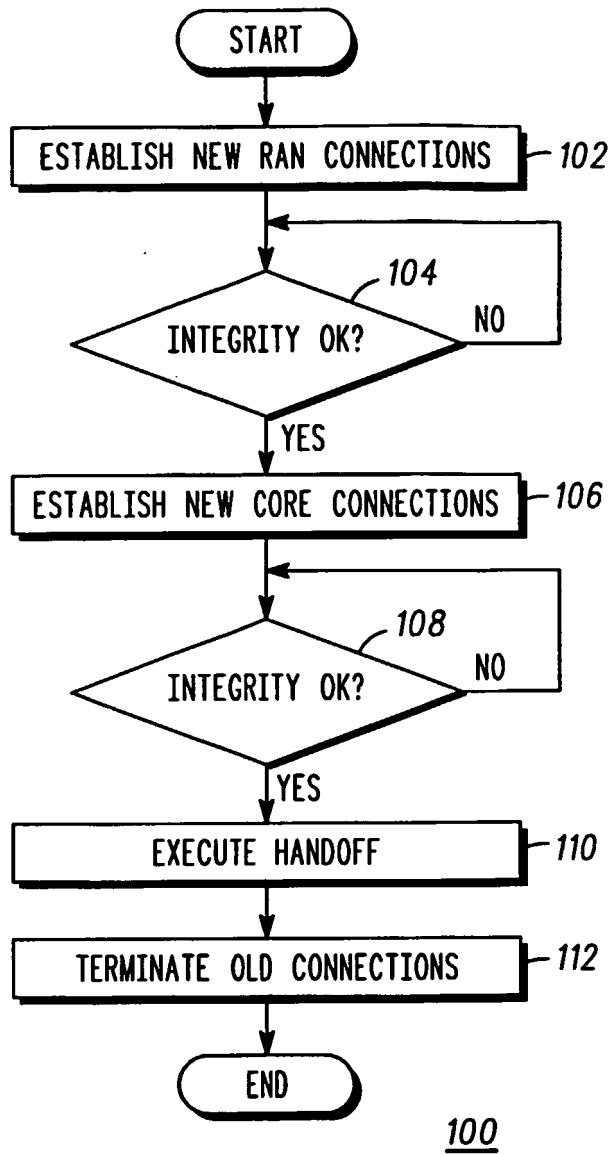 START
ESTABLISH NEW RAN CONNECTIONS
102
104
INTEGRITY OK?
NO
YES
ESTABLISH NEW CORE CONNECTIONS
106
108
INTEGRITY OK?
NO
YES
EXECUTE HANDOFF
110
TERMINATE OLD CONNECTIONS
112
END
100